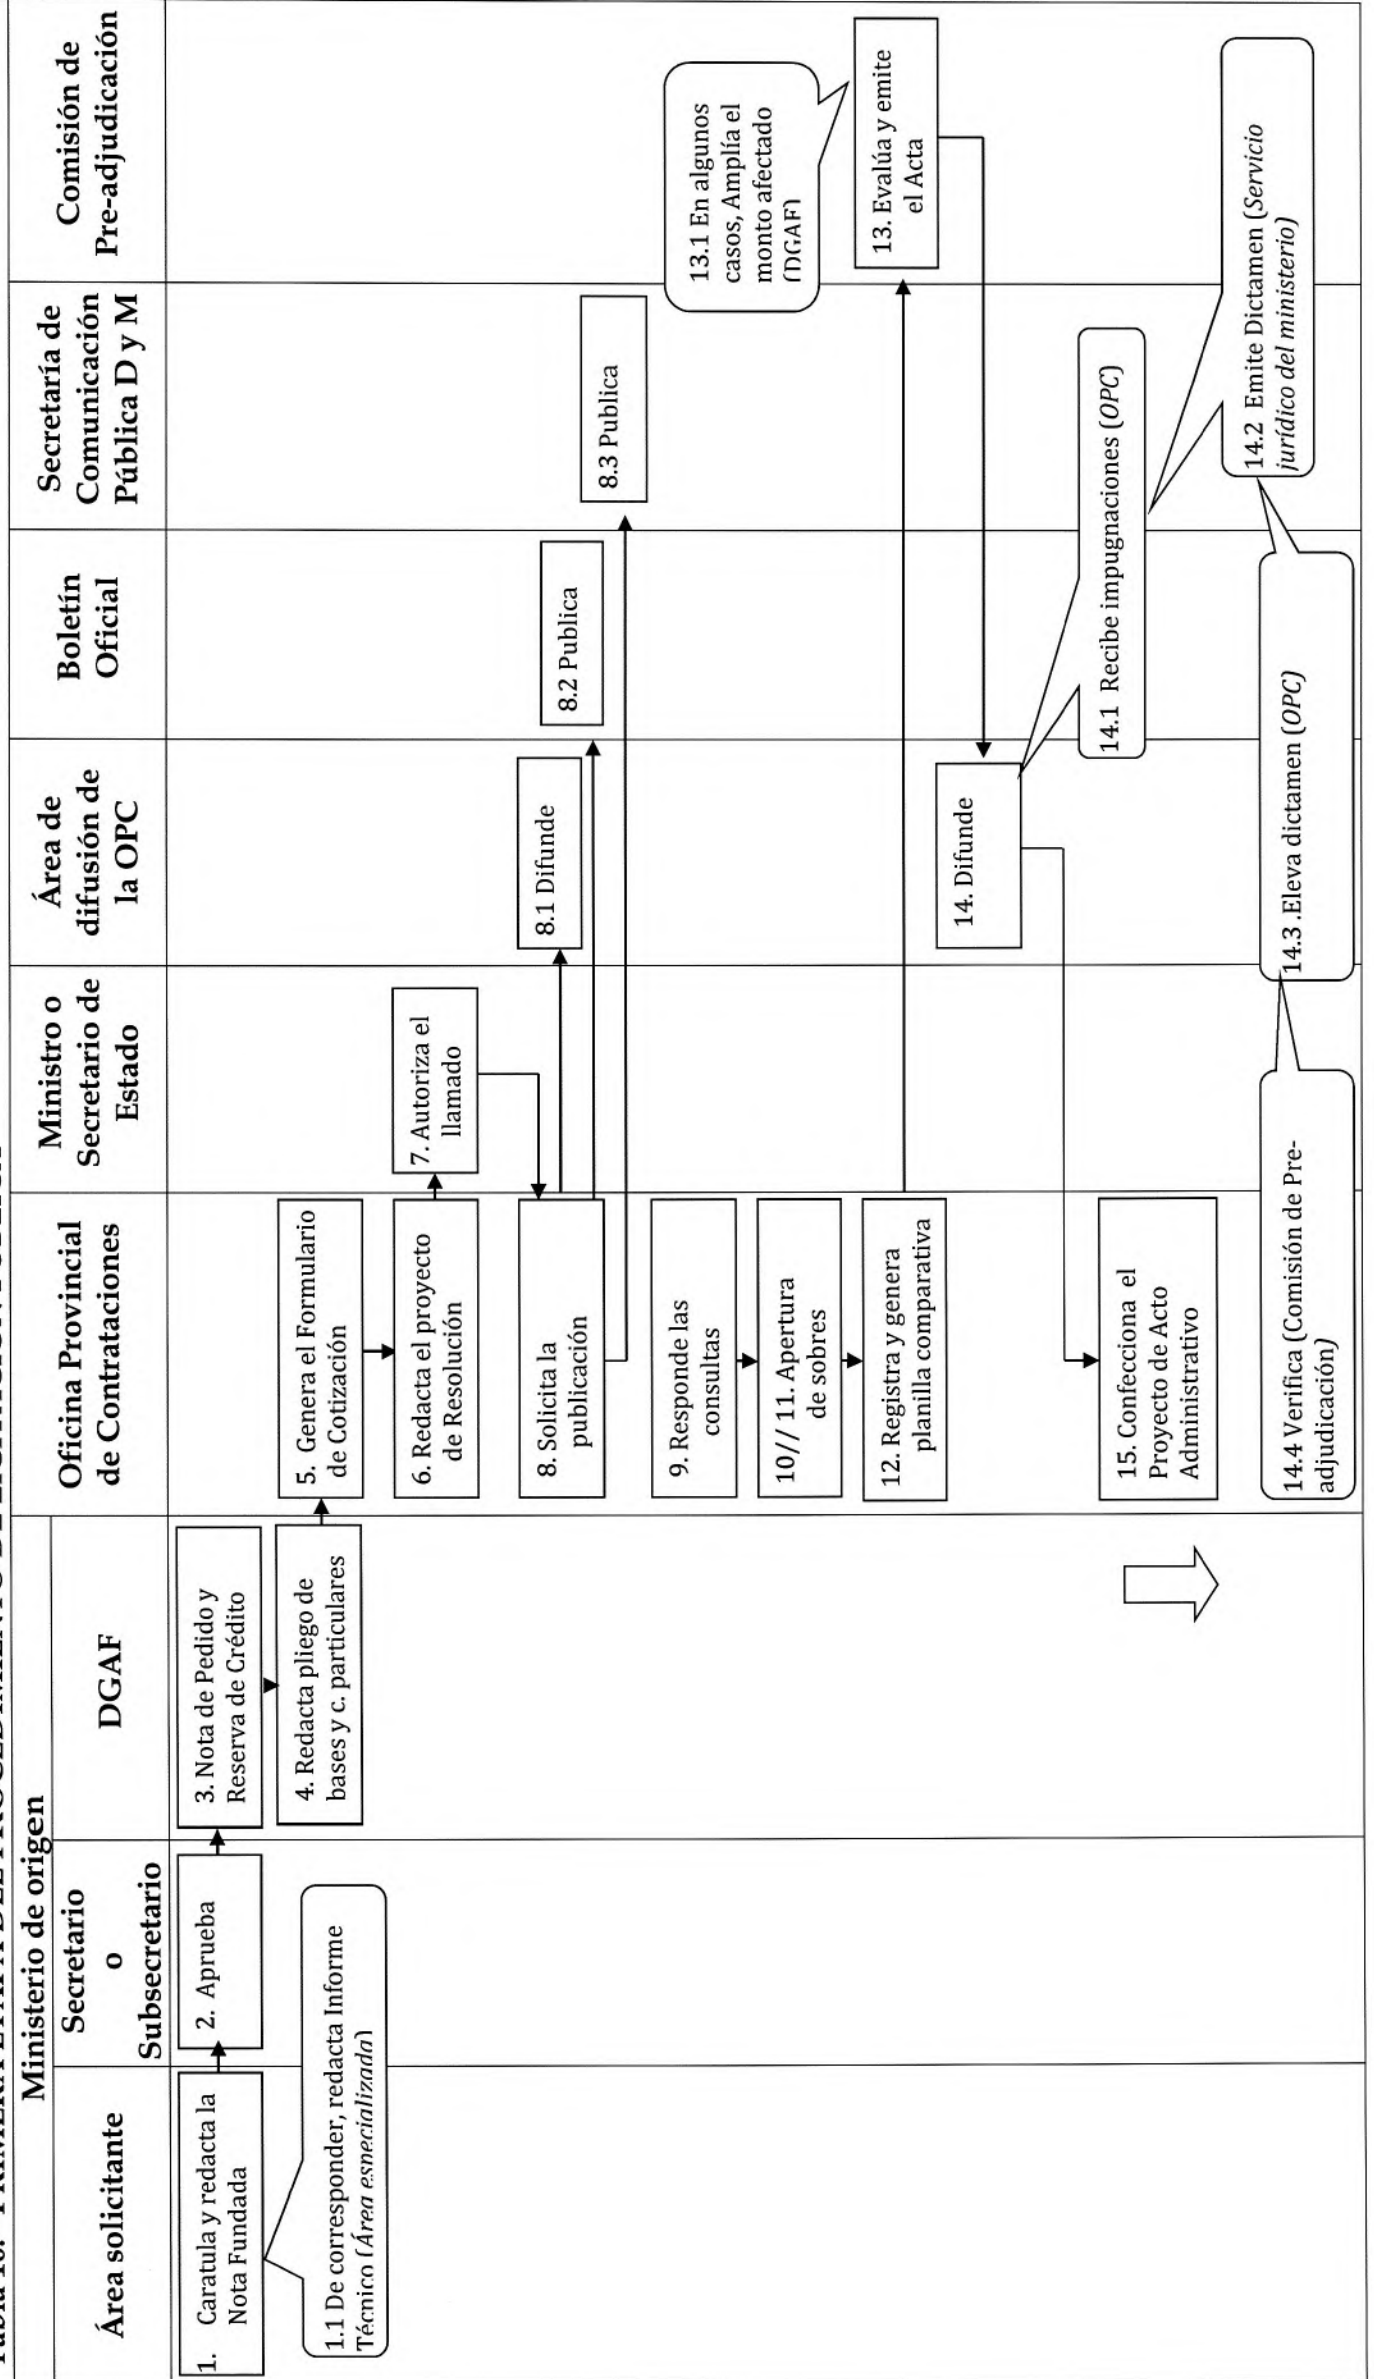 Ministerio de origen
Área solicitante
Secretario
o
Subsecretario
DGAF
Oficina Provincial
de Contrataciones
Ministro o
Secretario de
Estado
Área de
difusión de
la OPC
Boletín
Oficial
Secretaría de
Comunicación
Pública D y M
Comisión de
Pre-adjudicación
1. Caratula y redacta la
Nota Fundada
1.1 De corresponder, redacta Informe
Técnico (Área especializada)
2. Aprueba
3. Nota de Pedido y
Reserva de Crédito
4. Redacta pliego de
bases y c. particulares
5. Genera el Formulario
de Cotización
6. Redacta el proyecto
de Resolución
7. Autoriza el
llamado
8. Solicita la
publicación
8.1 Difunde
8.2 Publica
8.3 Publica
9. Responde las
consultas
10// 11. Apertura
de sobres
12. Registra y genera
planilla comparativa
13.1 En algunos
casos, Amplía el
monto afectado
(DGAF)
13. Evalúa y emite
el Acta
14. Difunde
14.1 Recibe impugnaciones (OPC)
14.2 Emite Dictamen (Servicio
jurídico del ministerio)
14.3 .Eleva dictamen (OPC)
14.4 Verifica (Comisión de Pre-
adjudicación)
15. Confecciona el
Proyecto de Acto
Administrativo